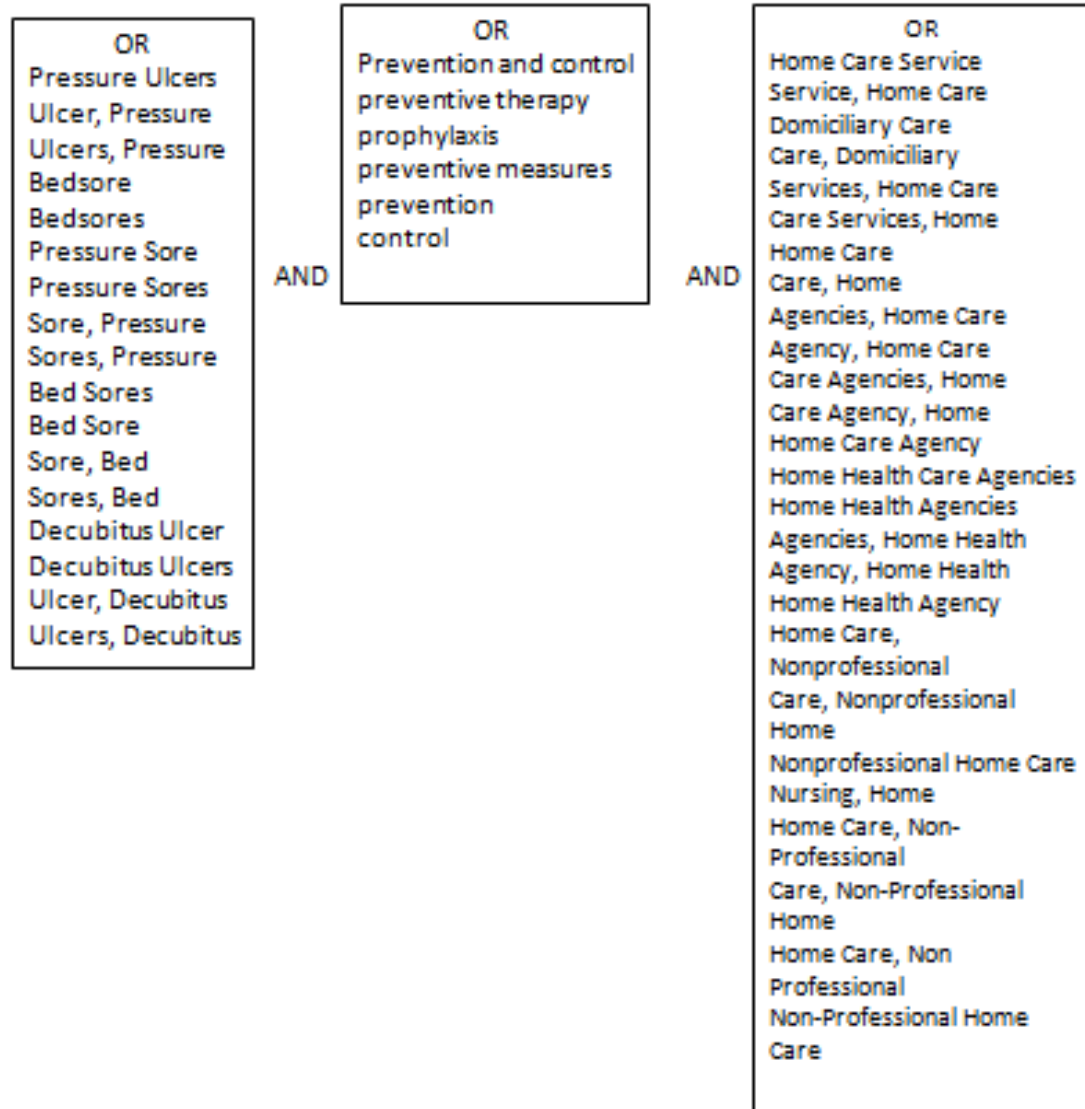 OR
Pressure Ulcers
Ulcer, Pressure
Ulcers, Pressure
Bedsore
Bedsores
Pressure Sore
Pressure Sores
Sore, Pressure
Sores, Pressure
Bed Sores
Bed Sore
Sore, Bed
Sores, Bed
Decubitus Ulcer
Decubitus Ulcers
Ulcer, Decubitus
Ulcers, Decubitus
AND
OR
Prevention and control
preventive therapy
prophylaxis
preventive measures
prevention
control
AND
OR
Home Care Service
Service, Home Care
Domiciliary Care
Care, Domiciliary
Services, Home Care
Care Services, Home
Home Care
Care, Home
Agencies, Home Care
Agency, Home Care
Care Agencies, Home
Care Agency, Home
Home Care Agency
Home Health Care Agencies
Home Health Agencies
Agencies, Home Health
Agency, Home Health
Home Health Agency
Home Care,
Nonprofessional
Care, Nonprofessional
Home
Nonprofessional Home Care
Nursing, Home
Home Care, Non-
Professional
Care, Non-Professional
Home
Home Care, Non
Professional
Non-Professional Home
Care